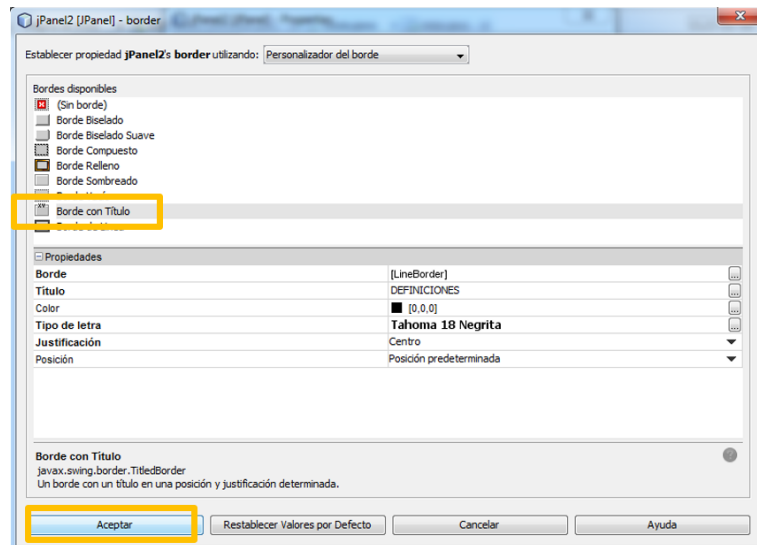 jPanel2 [JPanel] - border
Establecer propiedad jPanel2's border utilizando: Personalizador del borde
Bordes disponibles
(Sin borde)
Borde Biselado
Borde Biselado Suave
Borde Compuesto
Borde Relleno
Borde Sombreado
Borde con Título
Propiedades
Borde [LineBorder] ...
Título DEFINICIONES ...
Color [0,0,0]
Tipo de letra Tahoma 18 Negrita ...
Justificación Centro
Posición Posición predeterminada
Borde con Título
javax.swing.border.TitledBorder
Un borde con un título en una posición y justificación determinada.
Aceptar Restablecer Valores por Defecto Cancelar Ayuda